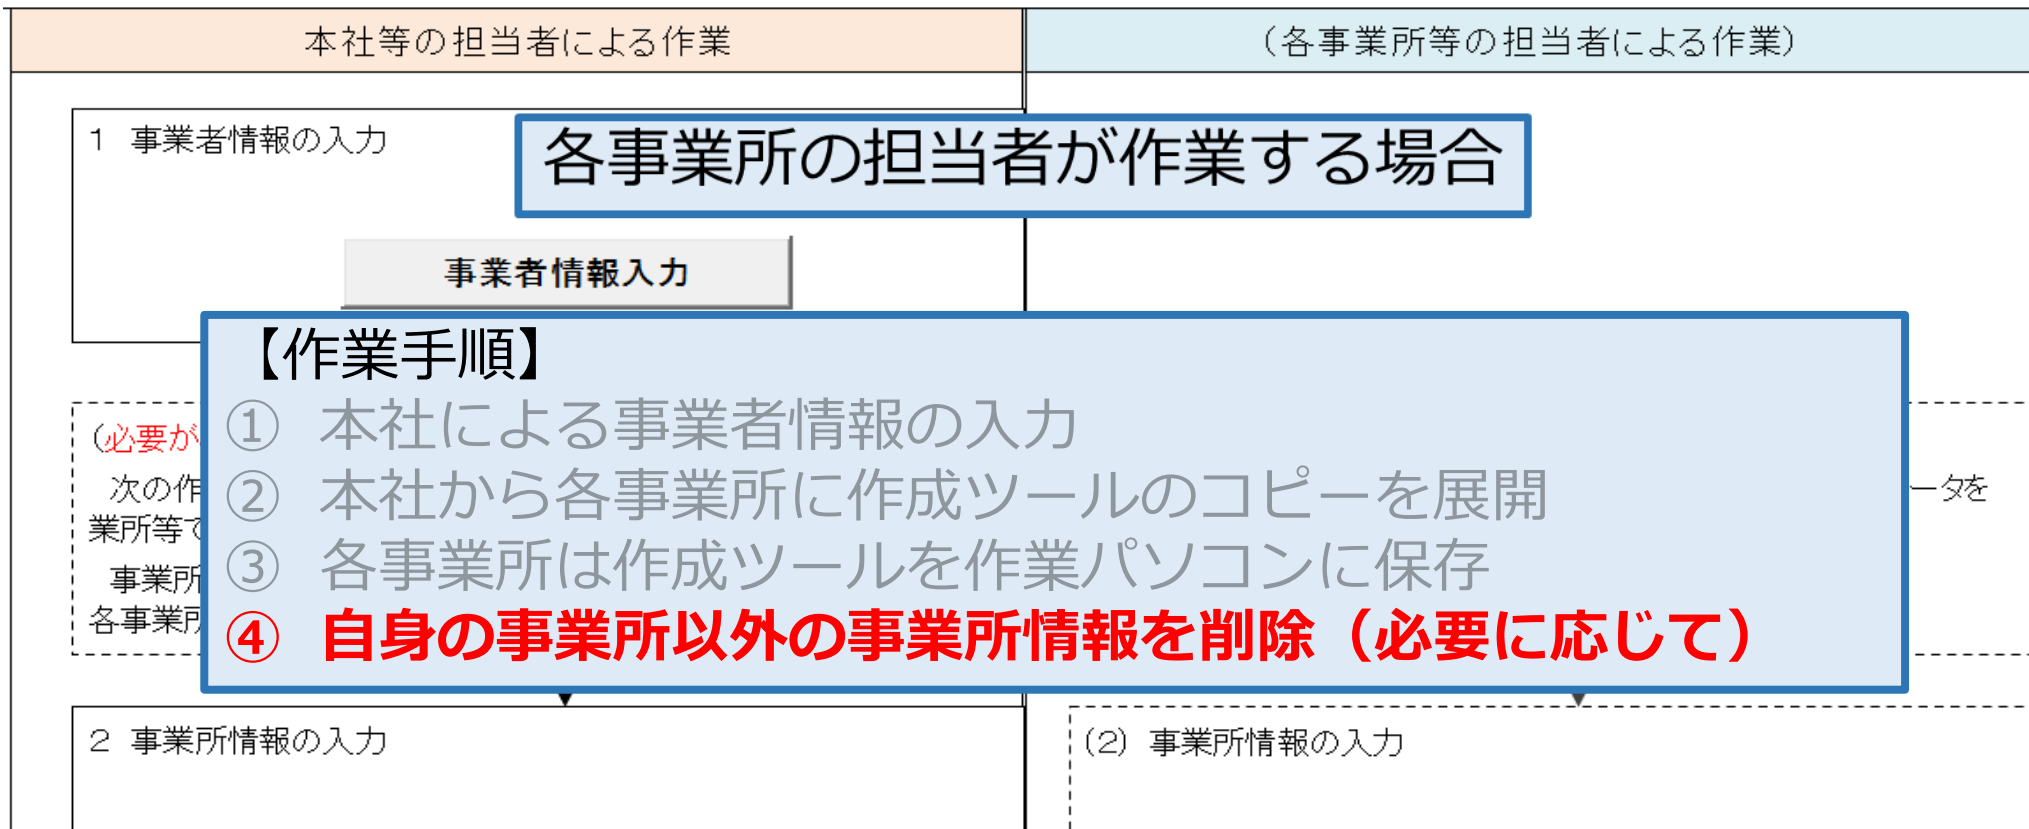 本社等の担当者による作業
(各事業所等の担当者による作業)
1 事業者情報の入力
各事業所の担当者が作業する場合
事業者情報入力
【作業手順】
① 本社による事業者情報の入力
② 本社から各事業所に作成ツールのコピーを展開
③ 各事業所は作成ツールを作業パソコンに保存
④ 自身の事業所以外の事業所情報を削除（必要に応じて）
(必要が
次の作
業所等で
事業所
各事業所
ータを
2 事業所情報の入力
(2) 事業所情報の入力